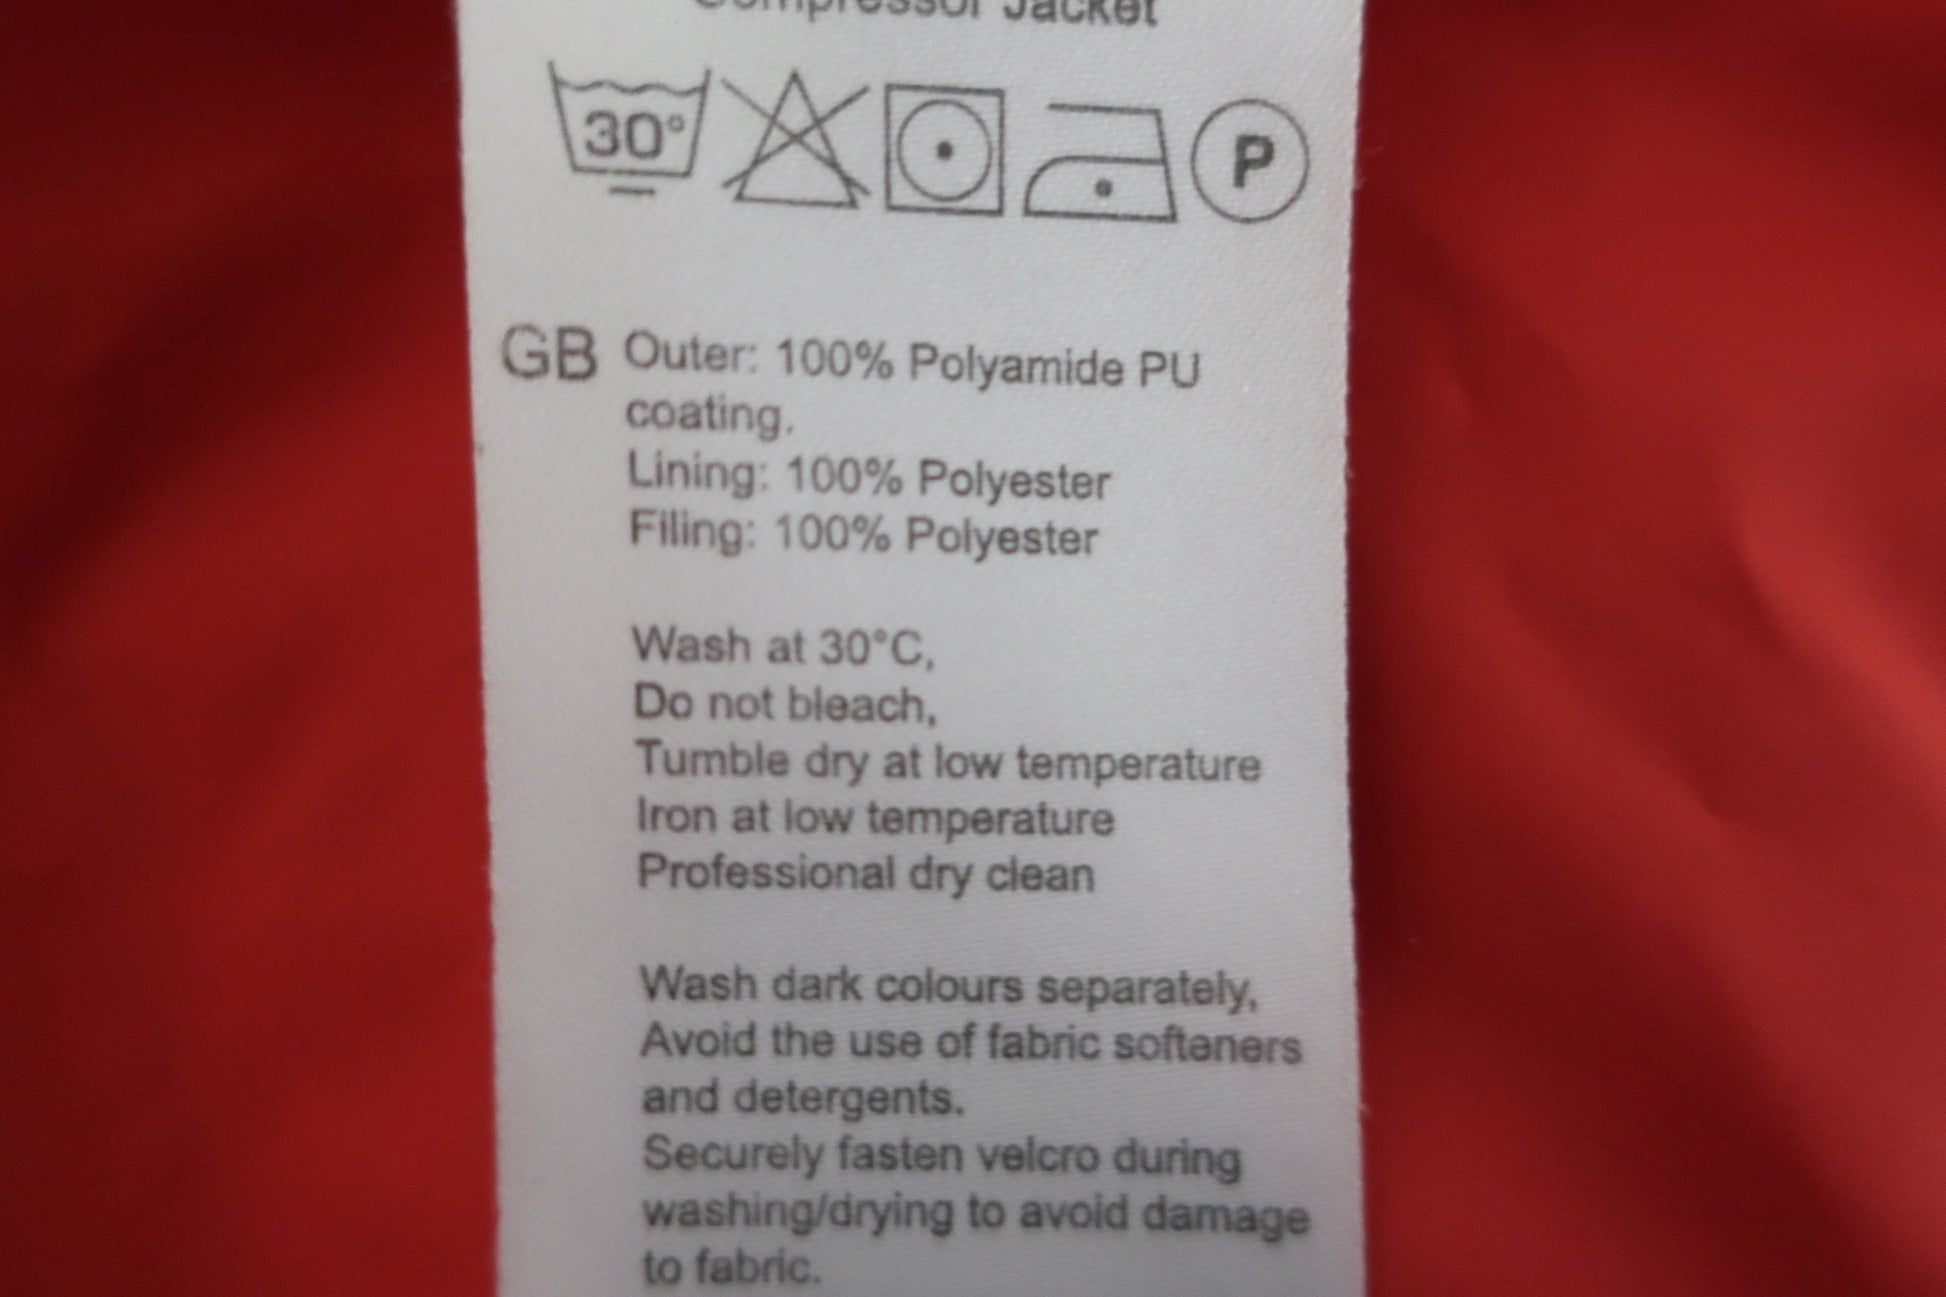 Compressor Jacket
30°
P
GB Outer: 100% Polyamide PU
coating.
Lining: 100% Polyester
Filing: 100% Polyester
Wash at 30°C,
Do not bleach,
Tumble dry at low temperature
Iron at low temperature
Professional dry clean
Wash dark colours separately,
Avoid the use of fabric softeners
and detergents.
Securely fasten velcro during
washing/drying to avoid damage
to fabric.